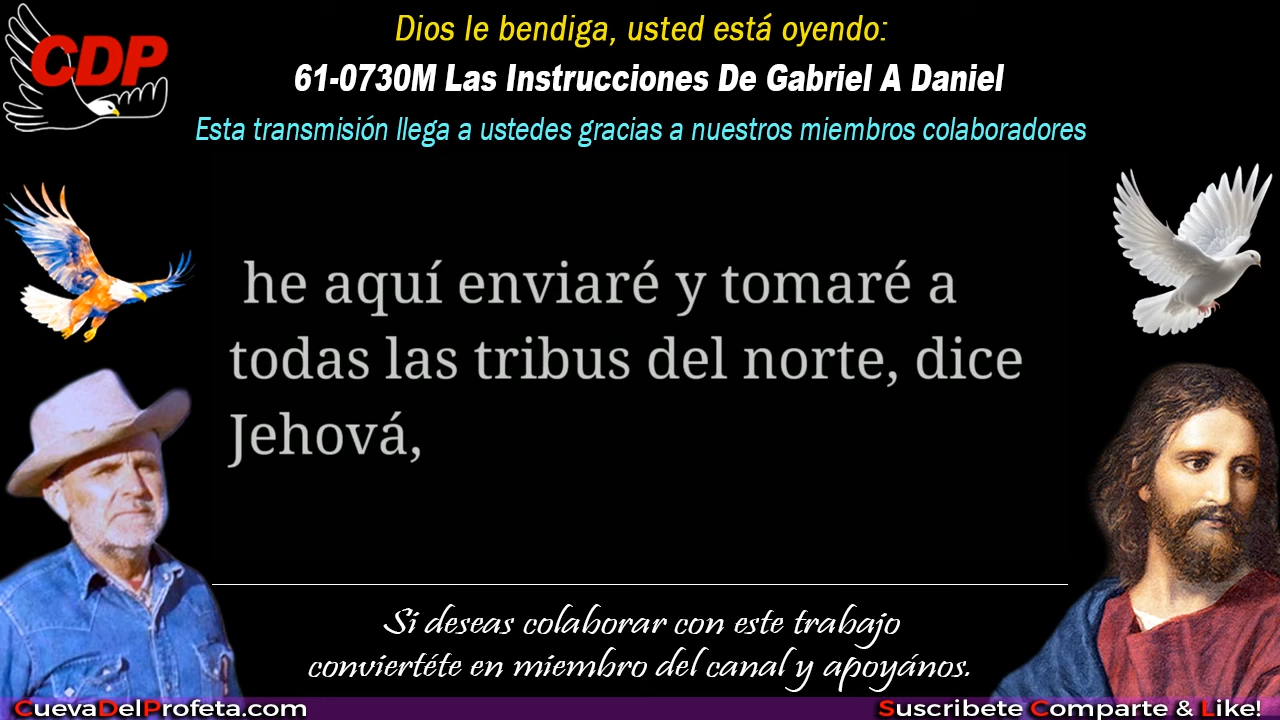 CDP
Dios le bendiga, usted está oyendo:
61-0730M Las Instrucciones De Gabriel A Daniel
Esta transmisión llega a ustedes gracias a nuestros miembros colaboradores
he aquí enviaré y tomaré a
todas las tribus del norte, dice
Jehová,
Si deseas colaborar con este trabajo
conviertéte en miembro del canal y apoyános.
CuevaDelProfeta.com
Suscribete Comparte & Like!